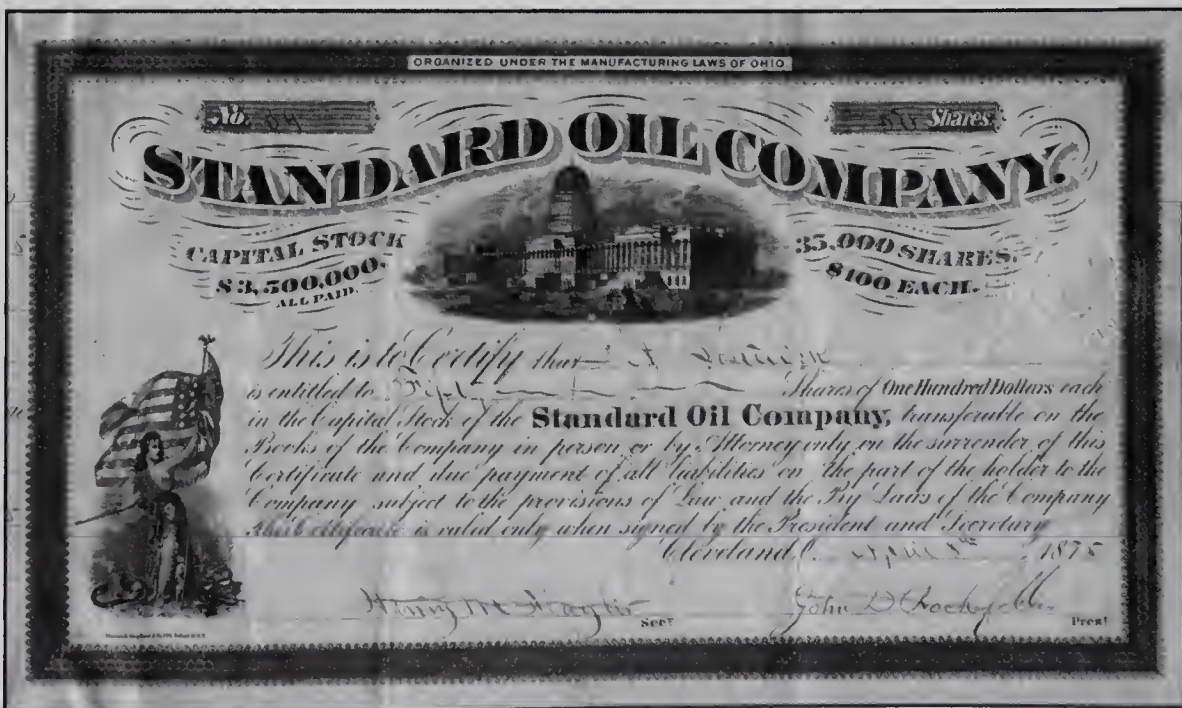 ORGANIZED UNDER THE MANUFACTURING LAWS OF OHIO
No.
Shares.
STANDARD OIL COMPANY.
CAPITAL STOCK
$3,500,000.
ALL PAID.
35,000 SHARES.
$100 EACH.
This is to Certify that
is entitled to Shares of One Hundred Dollars each
in the Capital Stock of the Standard Oil Company, transferable on the
Books of the Company in person or by Attorney only on the surrender of this
Certificate and due payment of all liabilities on the part of the holder to the
Company, subject to the provisions of Law and the By Laws of the Company
this certificate is valid only when signed by the President and Secretary
Cleveland, O. April 1875
Henry M Flagler
Secy
John D Rockefeller
Prest